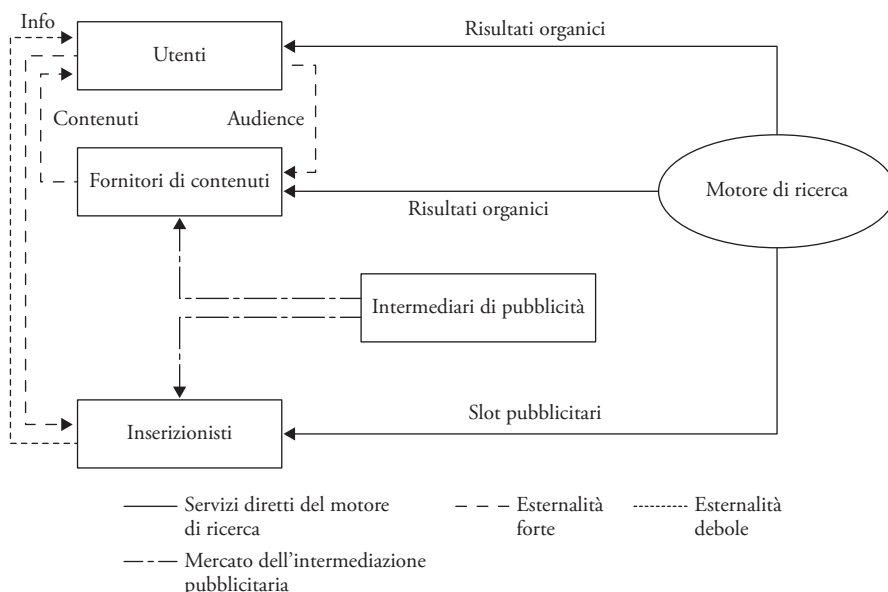 Info
Risultati organici
Utenti
Contenuti
Audience
Fornitori di contenuti
Motore di ricerca
Risultati organici
Intermediari di pubblicità
Slot pubblicitari
Inserizionisti
Servizi diretti del motore
di ricerca
Esternalità
forte
Esternalità
debole
Mercato dell'intermediazione
pubblicitaria